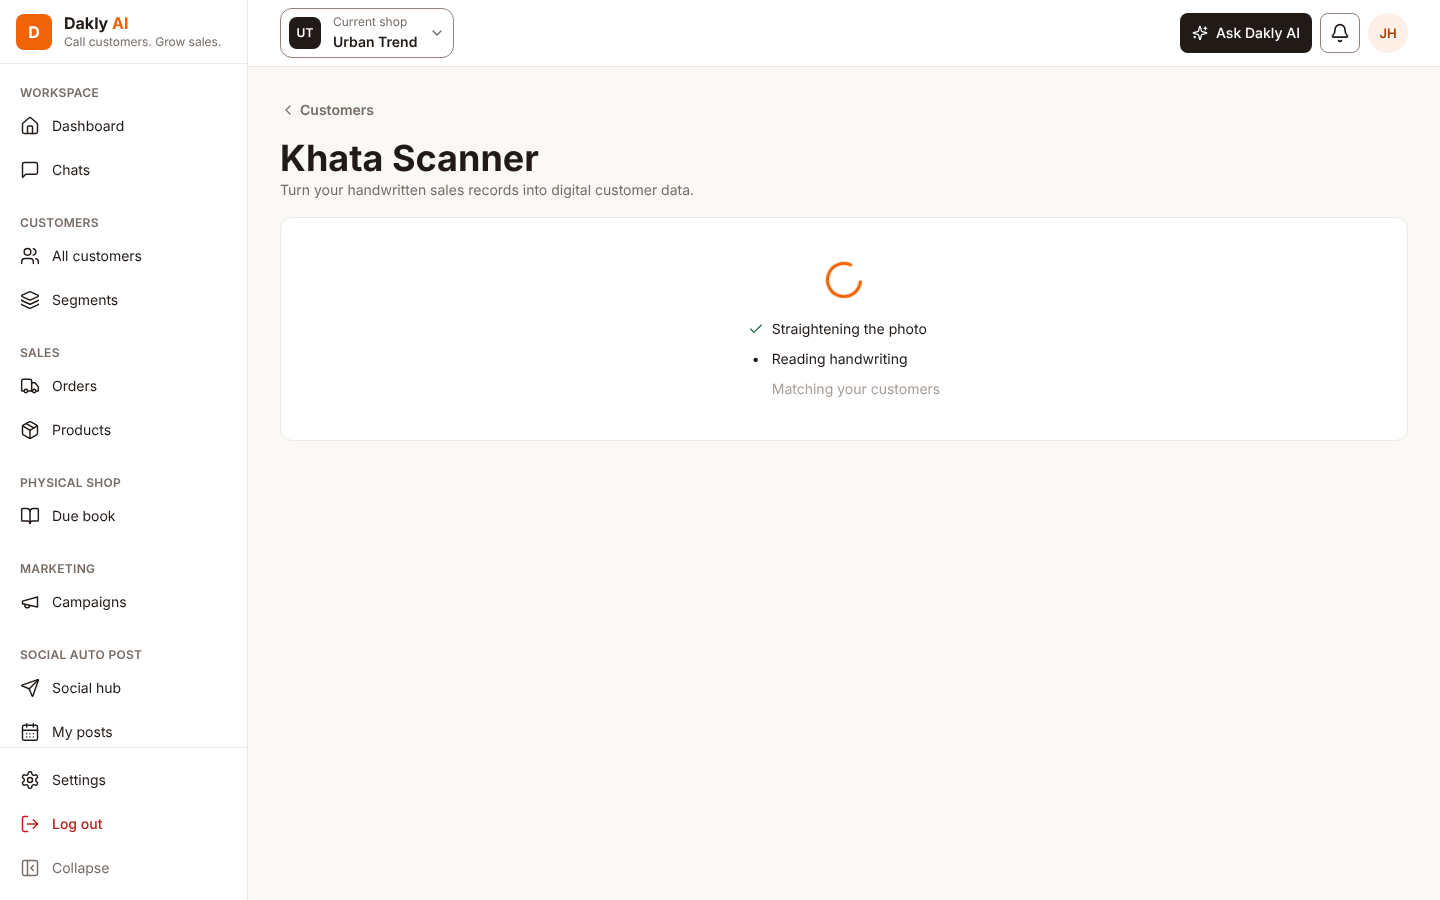 D
Dakly AI
Call customers. Grow sales.
WORKSPACE
Dashboard
Chats
CUSTOMERS
All customers
Segments
SALES
Orders
Products
PHYSICAL SHOP
Due book
MARKETING
Campaigns
SOCIAL AUTO POST
Social hub
My posts
Settings
Log out
Collapse
UT
Current shop
Urban Trend
Ask Dakly AI
JH
Customers
Khata Scanner
Turn your handwritten sales records into digital customer data.
Straightening the photo
Reading handwriting
Matching your customers